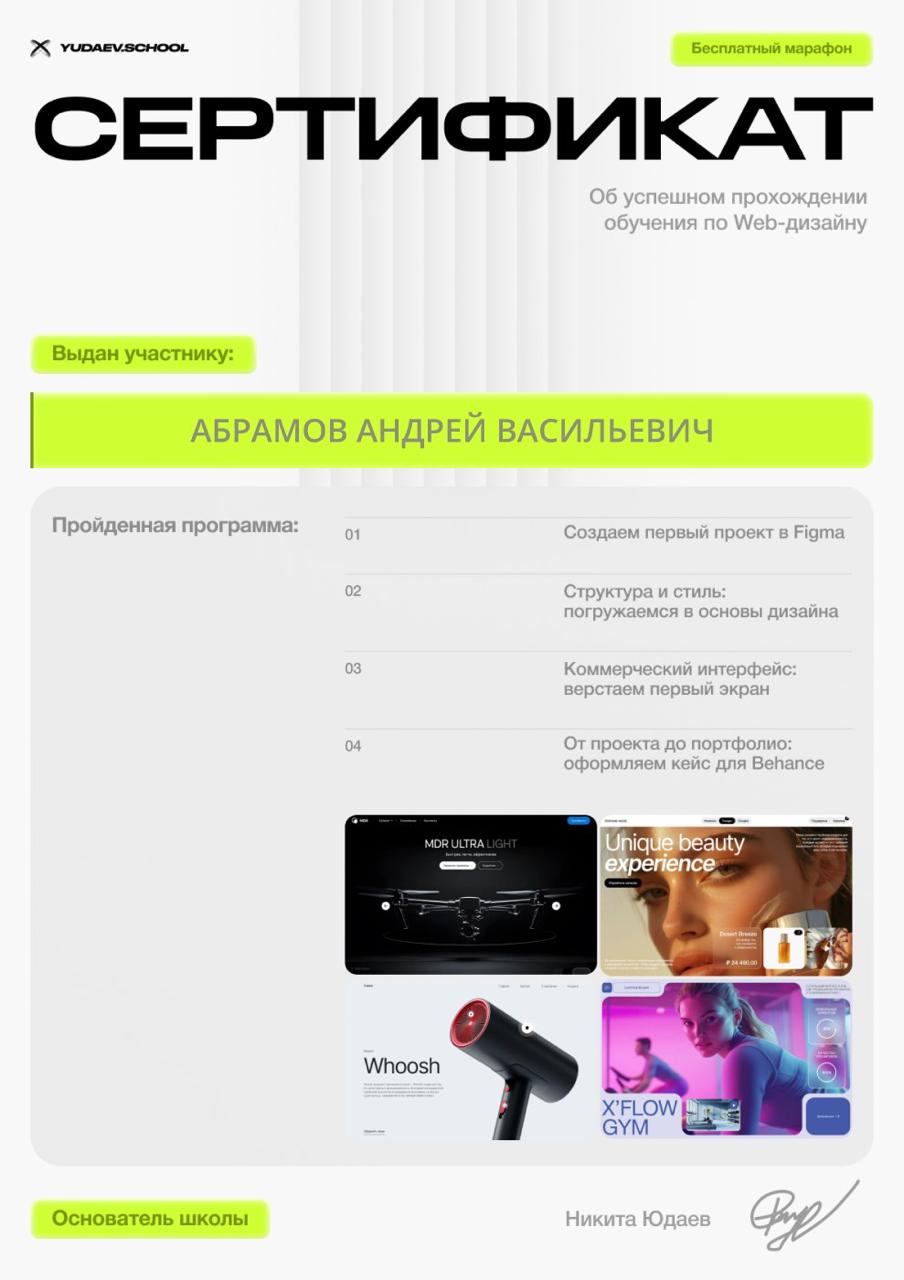 YUDAEV.SCHOOL
Бесплатный марафон
СЕРТИФИКАТ
Об успешном прохождении
обучения по Web-дизайну
Выдан участнику:
АБРАМОВ АНДРЕЙ ВАСИЛЬЕВИЧ
Пройденная программа:
01
Создаем первый проект в Figma
02
Структура и стиль:
погружаемся в основы дизайна
03
Коммерческий интерфейс:
верстаем первый экран
04
От проекта до портфолио:
оформляем кейс для Behance
MDR ULTRA LIGHT
Unique beauty
experience
Desert Breeze
₽ 24 490,00
Whoosh
X'FLOW
GYM
Основатель школы
Никита Юдаев